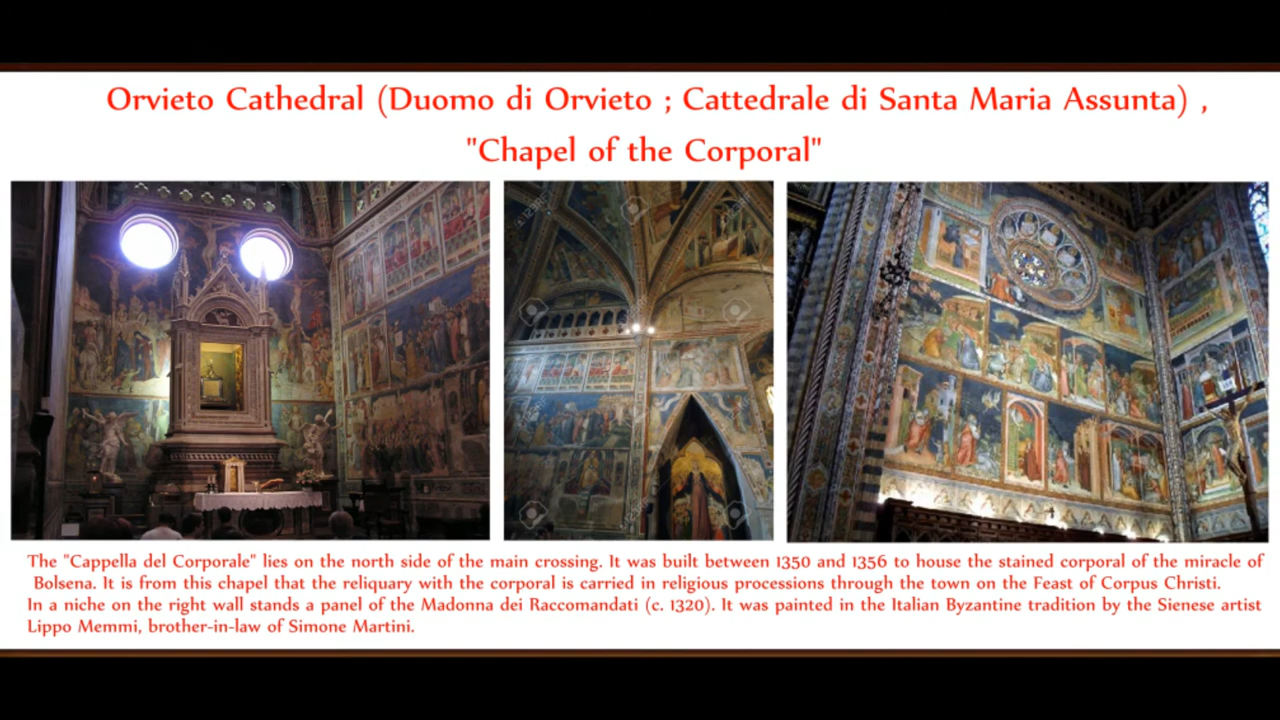 Orvieto Cathedral (Duomo di Orvieto ; Cattedrale di Santa Maria Assunta) ,
"Chapel of the Corporal"
The "Cappella del Corporale" lies on the north side of the main crossing. It was built between 1350 and 1356 to house the stained corporal of the miracle of
Bolsena. It is from this chapel that the reliquary with the corporal is carried in religious processions through the town on the Feast of Corpus Christi.
In a niche on the right wall stands a panel of the Madonna dei Raccomandati (c. 1320). It was painted in the Italian Byzantine tradition by the Sienese artist
Lippo Memmi, brother-in-law of Simone Martini.